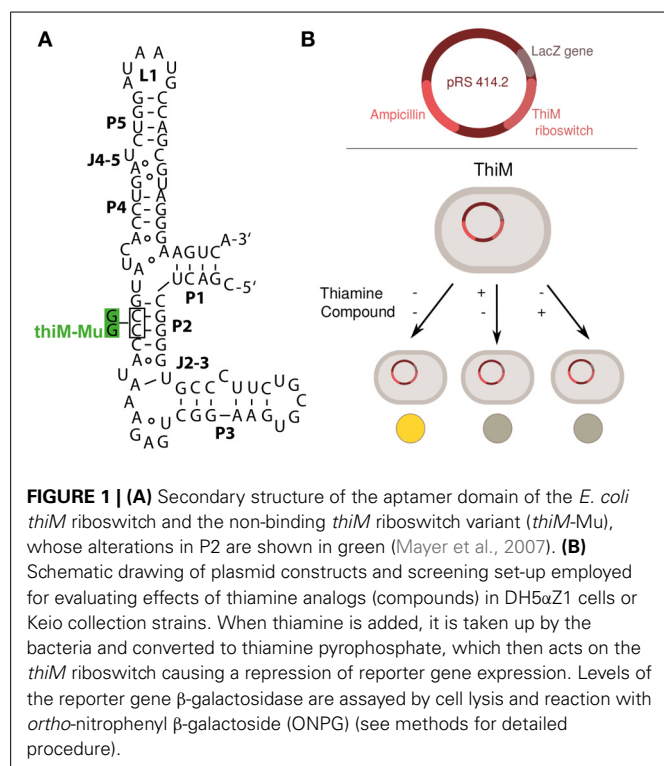 A
A A
U U
A G
L1
G – C
G – C
P5
U – A
C – G
J4-5
U
C
A G
G U
U A
P4
C – G
C – G
A
C
U
A
A A G U C A-3′
U C A G C-5′
P1
U
G C
G C C G
thiM-Mu
G C G
P2
C G
A G
J2-3
U U
A
A
A
G A G
U
G C C C U U C U G
C G G – A A G U
C
G
P3
B
LacZ gene
pRS 414.2
Ampicillin
ThiM
riboswitch
ThiM
Thiamine - + -
Compound - - +
FIGURE 1 | (A) Secondary structure of the aptamer domain of the E. coli
thiM riboswitch and the non-binding thiM riboswitch variant (thiM-Mu),
whose alterations in P2 are shown in green (Mayer et al., 2007). (B)
Schematic drawing of plasmid constructs and screening set-up employed
for evaluating effects of thiamine analogs (compounds) in DH5αZ1 cells or
Keio collection strains. When thiamine is added, it is taken up by the
bacteria and converted to thiamine pyrophosphate, which then acts on the
thiM riboswitch causing a repression of reporter gene expression. Levels of
the reporter gene β-galactosidase are assayed by cell lysis and reaction with
ortho-nitrophenyl β-galactoside (ONPG) (see methods for detailed
procedure).